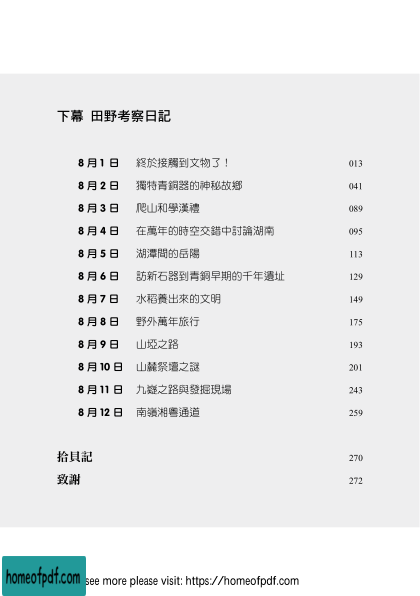 下幕 田野考察日記
8月1日 終於接觸到文物了！ 013
8月2日 獨特青銅器的神秘故鄉 041
8月3日 爬山和學漢禮 089
8月4日 在萬年的時空交錯中討論湖南 095
8月5日 湖潭間的岳陽 113
8月6日 訪新石器到青銅早期的千年遺址 129
8月7日 水稻養出來的文明 149
8月8日 野外萬年旅行 175
8月9日 山埡之路 193
8月10日 山麓祭壇之謎 201
8月11日 九嶷之路與發掘現場 243
8月12日 南嶺湘粵通道 259
拾貝記 270
致謝 272
homeofpdf.com see more please visit: https://homeofpdf.com